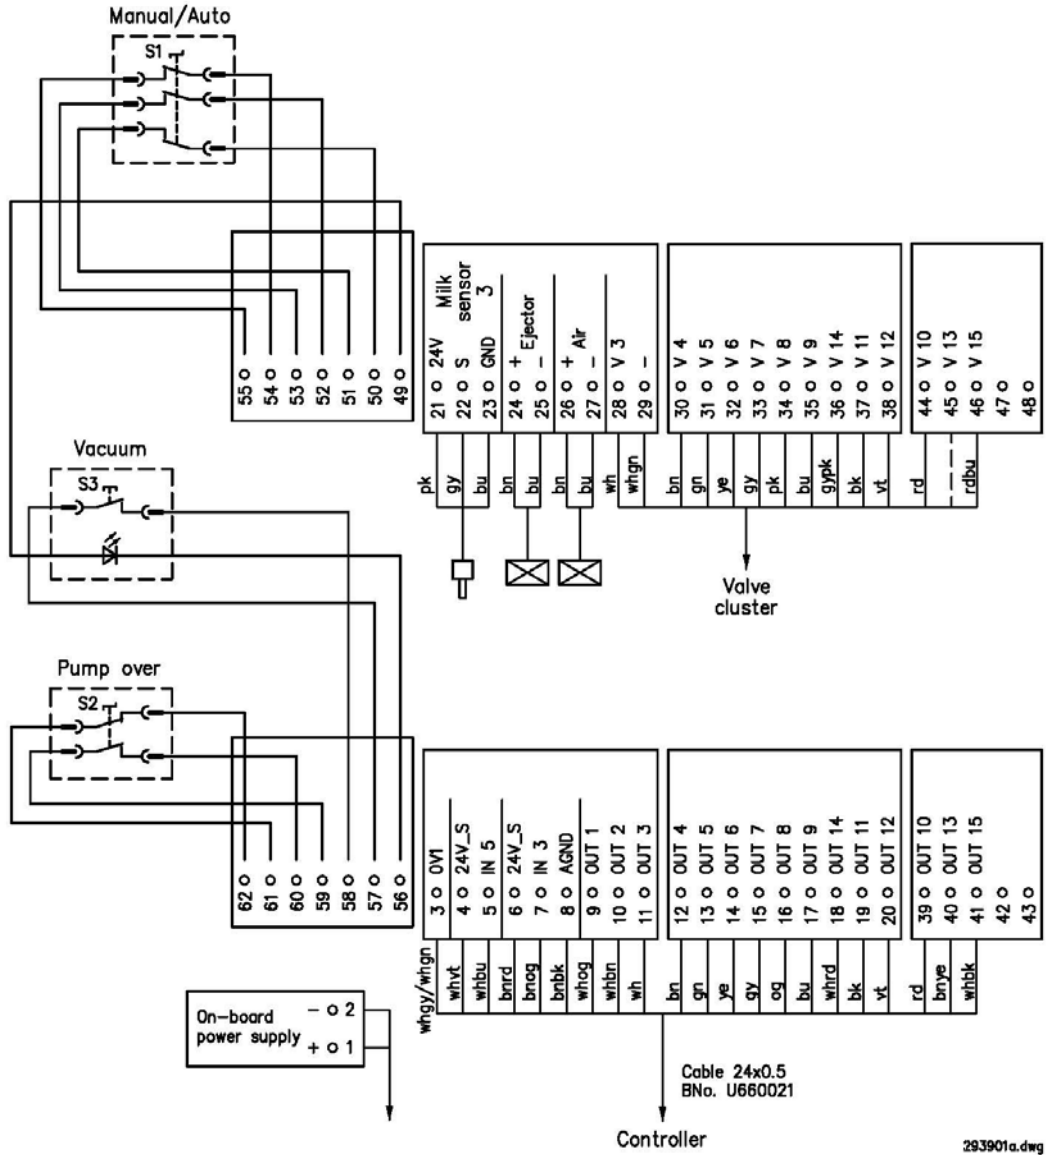 Manual/Auto
S1
55
54
53
52
51
50
49
Milk
sensor
3
21 24V
22 S
23 GND
24 +
Ejector
25 −
26 +
Air
27 −
28 V 3
29 −
30 V 4
31 V 5
32 V 6
33 V 7
34 V 8
35 V 9
36 V 14
37 V 11
38 V 12
44 V 10
45 V 13
46 V 15
47
48
pk
gy
bu
bn
bu
bn
bu
wh
whgn
bn
gn
ye
gy
pk
bu
gypk
bk
vt
rd
rdbu
Valve
cluster
Vacuum
S3
Pump over
S2
62
61
60
59
58
57
56
3 0V1
4 24V_S
5 IN 5
6 24V_S
7 IN 3
8 AGND
9 OUT 1
10 OUT 2
11 OUT 3
12 OUT 4
13 OUT 5
14 OUT 6
15 OUT 7
16 OUT 8
17 OUT 9
18 OUT 14
19 OUT 11
20 OUT 12
39 OUT 10
40 OUT 13
41 OUT 15
42
43
whgy/whgn
whvt
whbu
bnrd
bnog
bnbk
whog
whbn
wh
bn
gn
ye
gy
og
bu
whrd
bk
vt
rd
bnye
whbk
On-board
power supply
− 2
+ 1
Cable 24x0.5
BNo. U660021
Controller
293901a.dwg